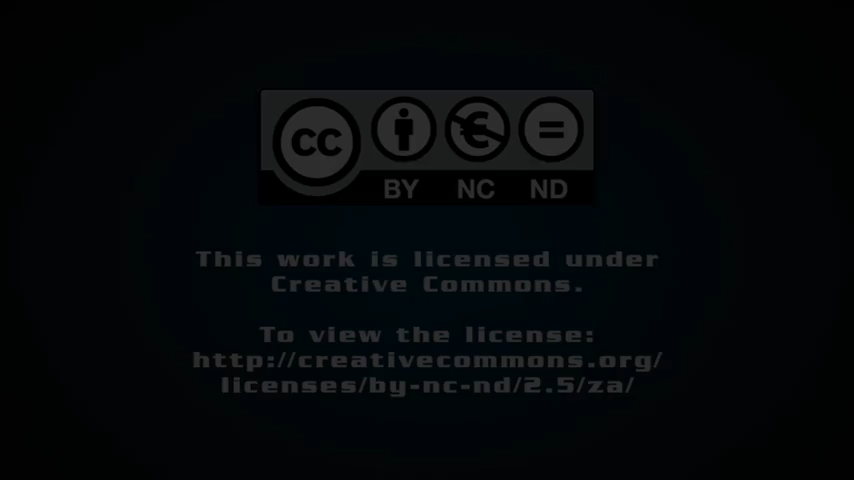 CC
BY NC ND
This work is licensed under
Creative Commons.
To view the license:
http://creativecommons.org/
licenses/by-nc-nd/2.5/za/